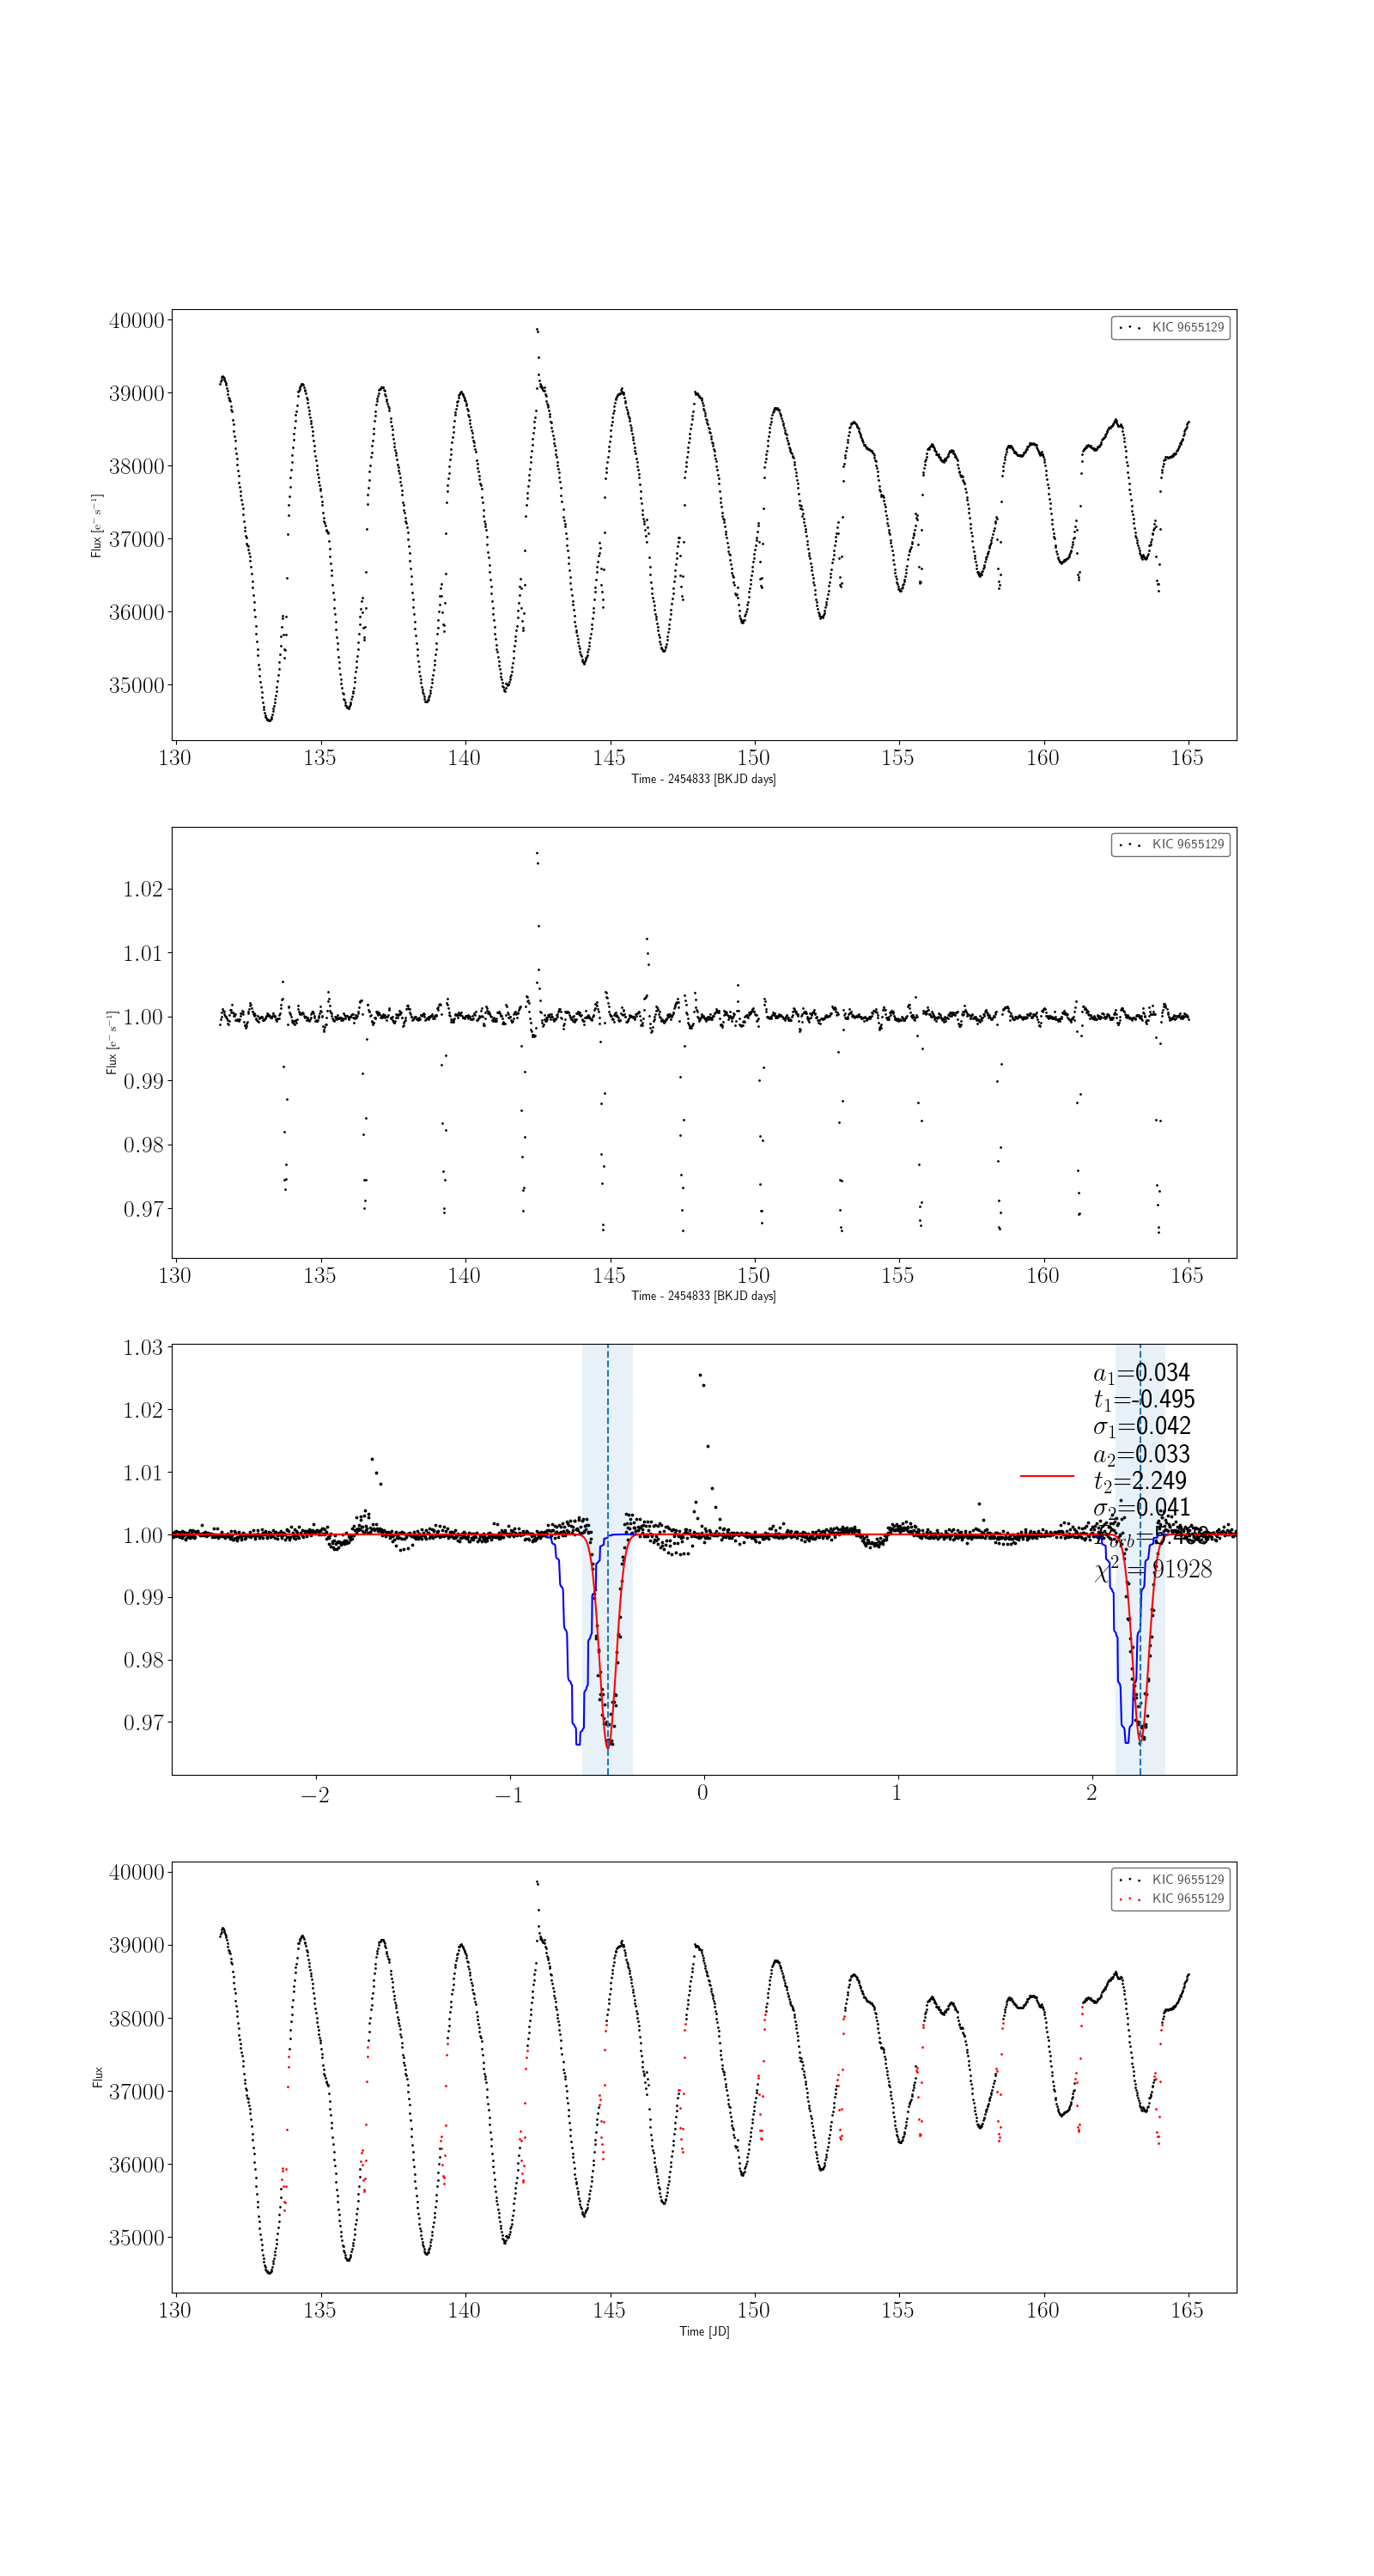 40000
39000
38000
37000
36000
35000
Flux [e⁻ s⁻¹]
KIC 9655129
130 135 140 145 150 155 160 165
Time - 2454833 [BKJD days]
1.02
1.01
1.00
0.99
0.98
0.97
Flux [e⁻ s⁻¹]
KIC 9655129
130 135 140 145 150 155 160 165
Time - 2454833 [BKJD days]
1.03
1.02
1.01
1.00
0.99
0.98
0.97
a₁=0.034
t₁=-0.495
σ₁=0.042
a₂=0.033
t₂=2.249
σ₂=0.041
χ² = 91928
−2 −1 0 1 2
40000
39000
38000
37000
36000
35000
Flux
KIC 9655129
KIC 9655129
130 135 140 145 150 155 160 165
Time [JD]